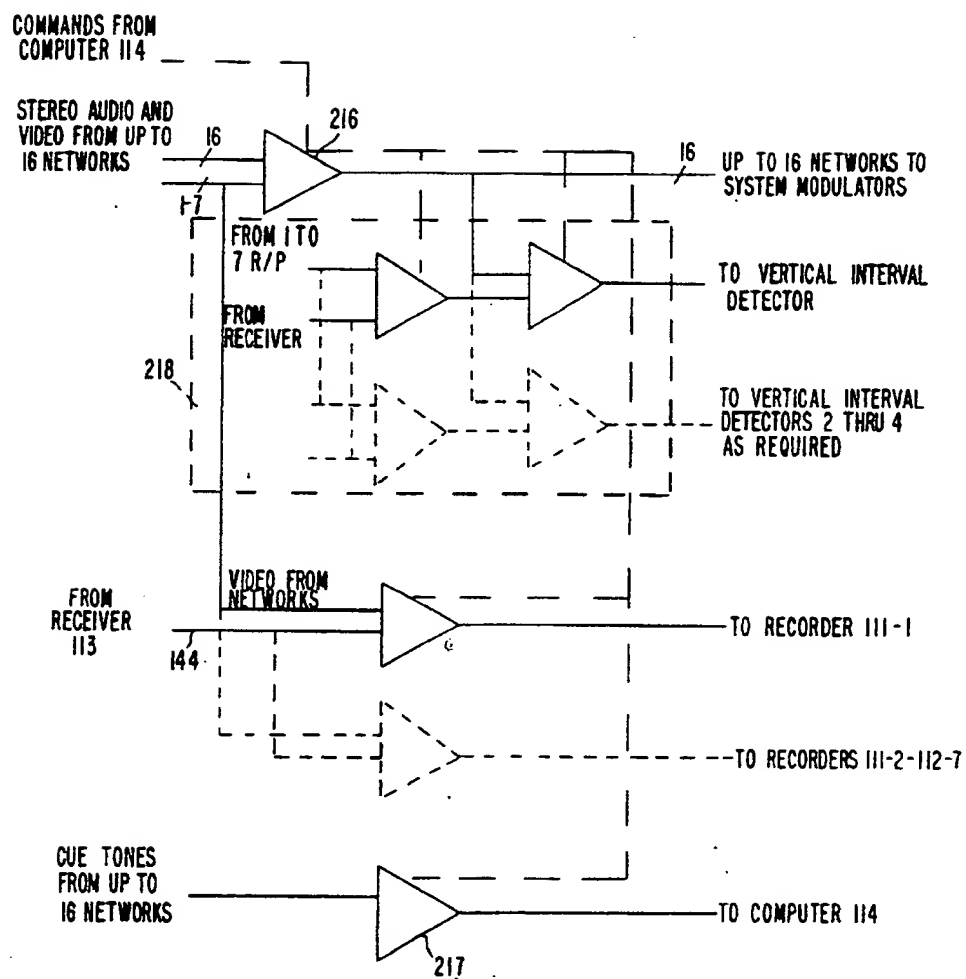 COMMANDS FROM
COMPUTER 114
STEREO AUDIO AND
VIDEO FROM UP TO
16 NETWORKS
16
1-7
216
16
UP TO 16 NETWORKS TO
SYSTEM MODULATORS
FROM 1 TO
7 R/P
FROM
RECEIVER
TO VERTICAL INTERVAL
DETECTOR
218
TO VERTICAL INTERVAL
DETECTORS 2 THRU 4
AS REQUIRED
VIDEO FROM
NETWORKS
FROM
RECEIVER
113
144
TO RECORDER 111-1
TO RECORDERS 111-2-112-7
CUE TONES
FROM UP TO
16 NETWORKS
TO COMPUTER 114
217